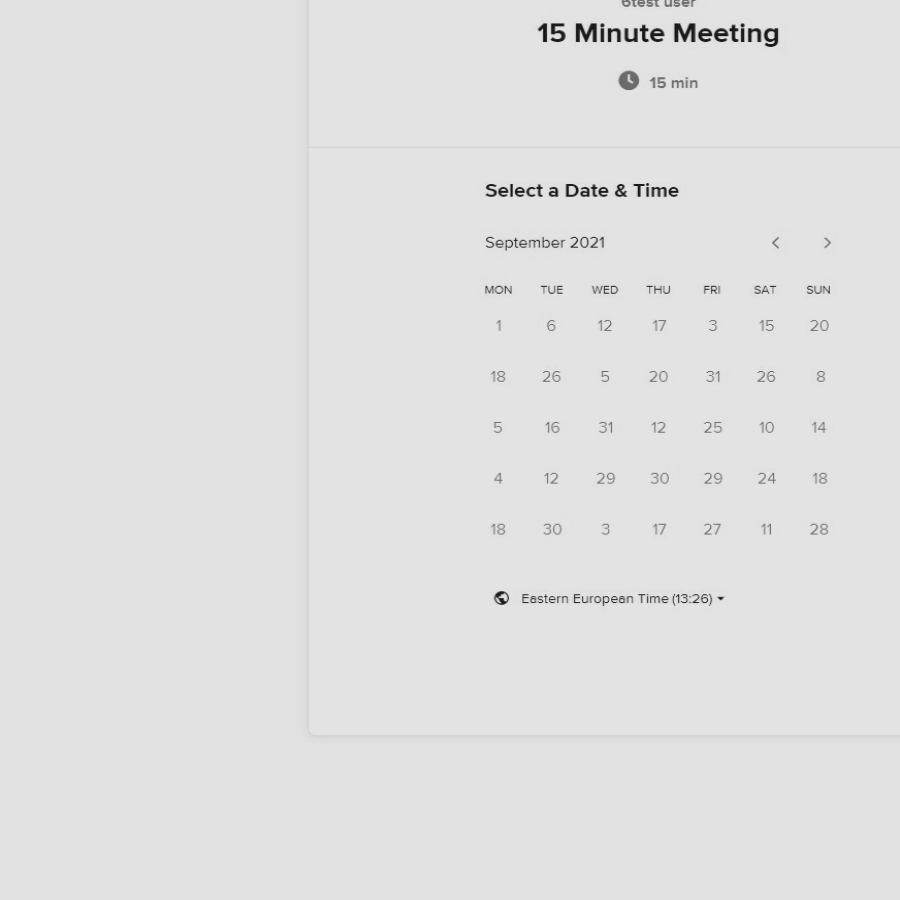 6test user
15 Minute Meeting
15 min
Select a Date & Time
September 2021
MON TUE WED THU FRI SAT SUN
1 6 12 17 3 15 20
18 26 5 20 31 26 8
5 16 31 12 25 10 14
4 12 29 30 29 24 18
18 30 3 17 27 11 28
Eastern European Time (13:26)